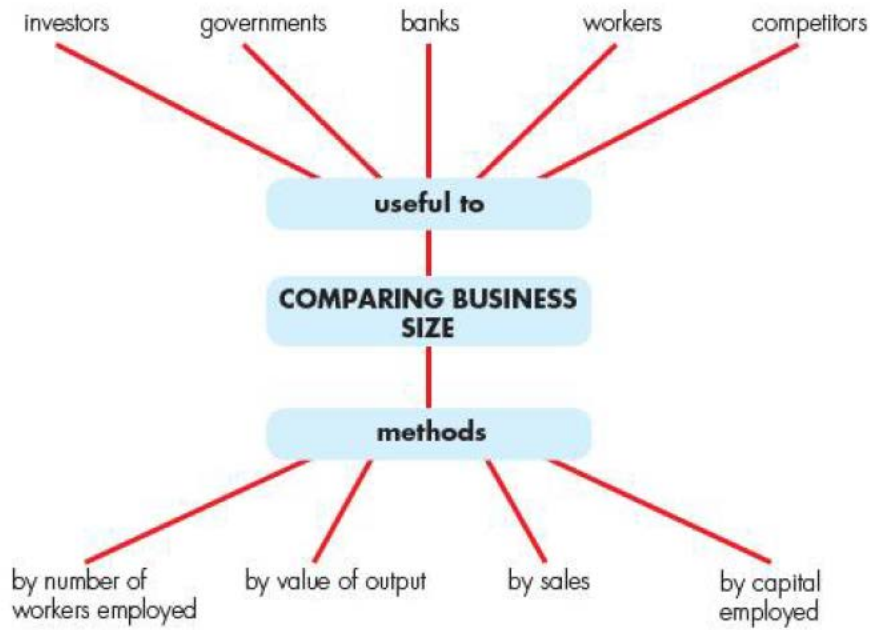 investors governments banks workers competitors
useful to
COMPARING BUSINESS
SIZE
methods
by number of
workers employed
by value of output
by sales
by capital
employed